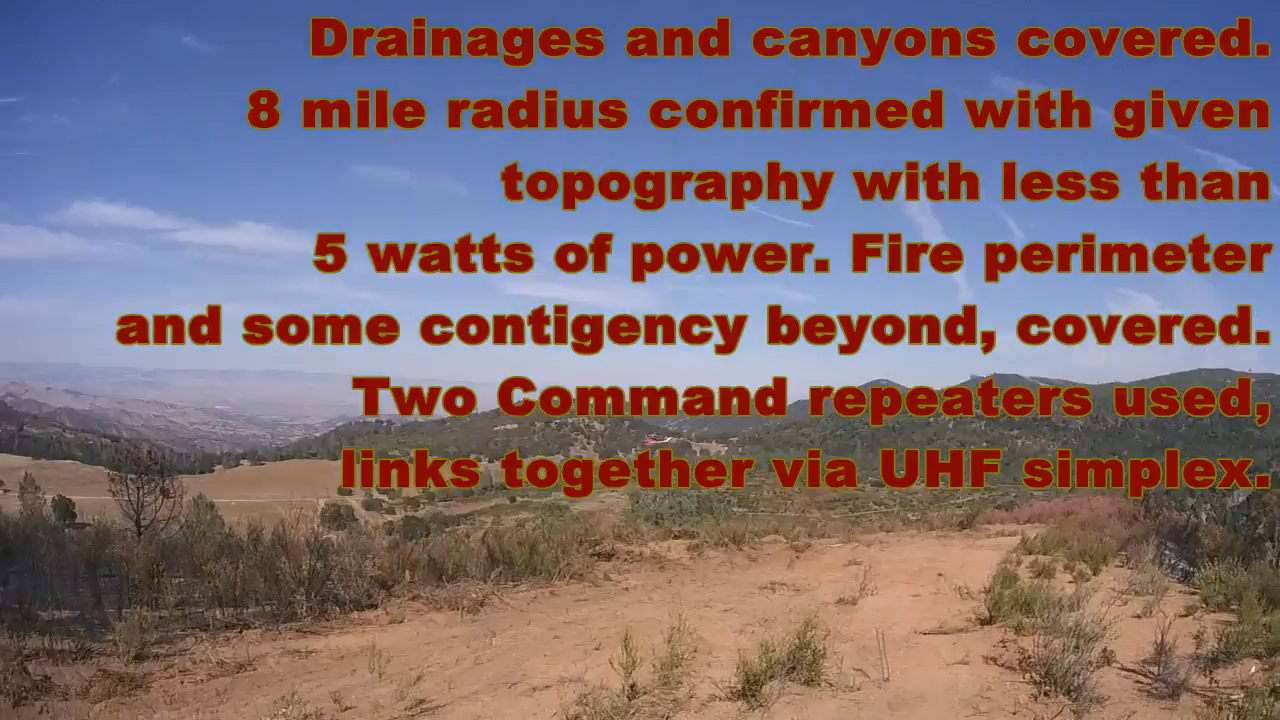 Drainages and canyons covered.
8 mile radius confirmed with given
topography with less than
5 watts of power. Fire perimeter
and some contigency beyond, covered.
Two Command repeaters used,
links together via UHF simplex.